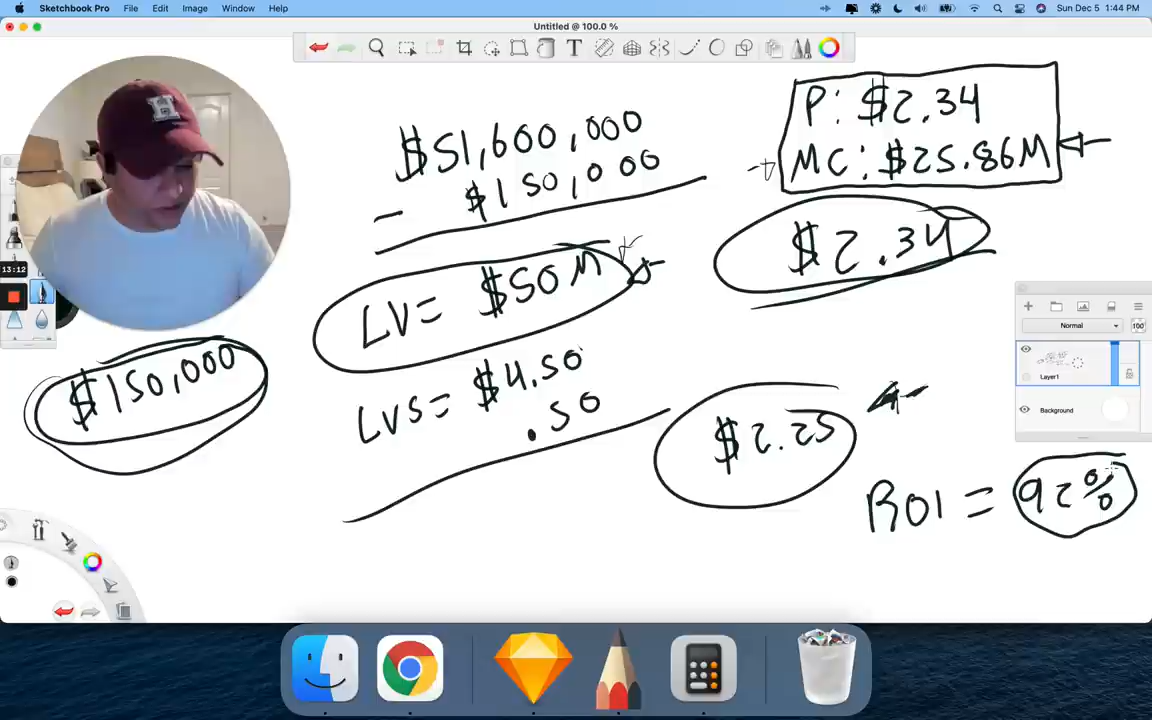 Sketchbook Pro File Edit Image Window Help
Sun Dec 5 1:44 PM
Untitled @ 100.0 %
T
H
$51,600,000
- $150,000
LV= $50M
LVS= $4.50
.50
$150,000
P: $2.34
MC: $25.86M
$2.34
$2.25
ROI = 92%
13:12
Normal
100
Layer1
Background